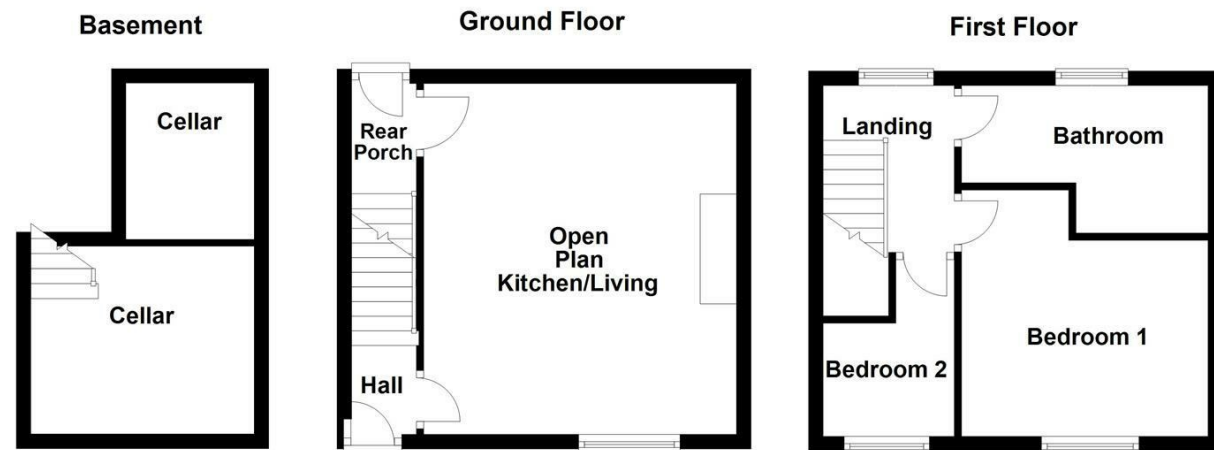 Basement
Cellar
Cellar
Ground Floor
Rear
Porch
Open
Plan
Kitchen/Living
Hall
First Floor
Landing
Bathroom
Bedroom 1
Bedroom 2